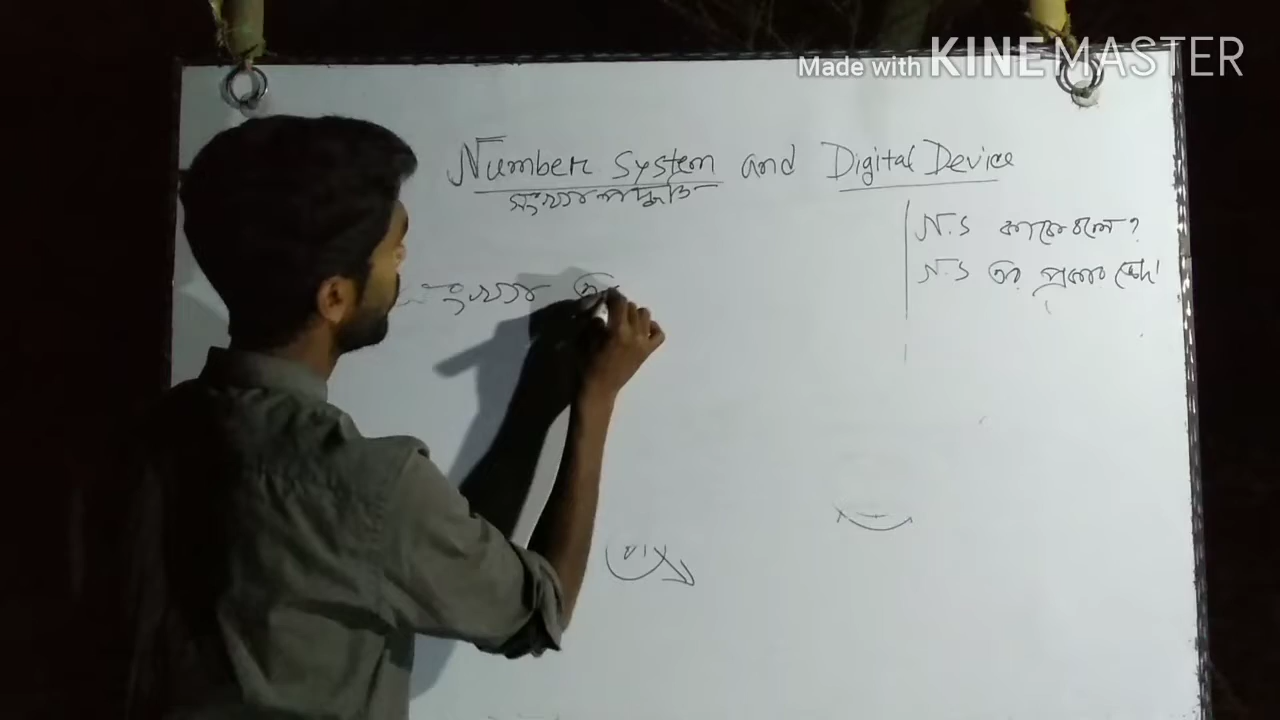 Made with KINEMASTER
Number System and Digital Device
সংখ্যা পদ্ধতি
N.S কাকে বলে?
N.S এর প্রকারভেদ।
সংখ্যার